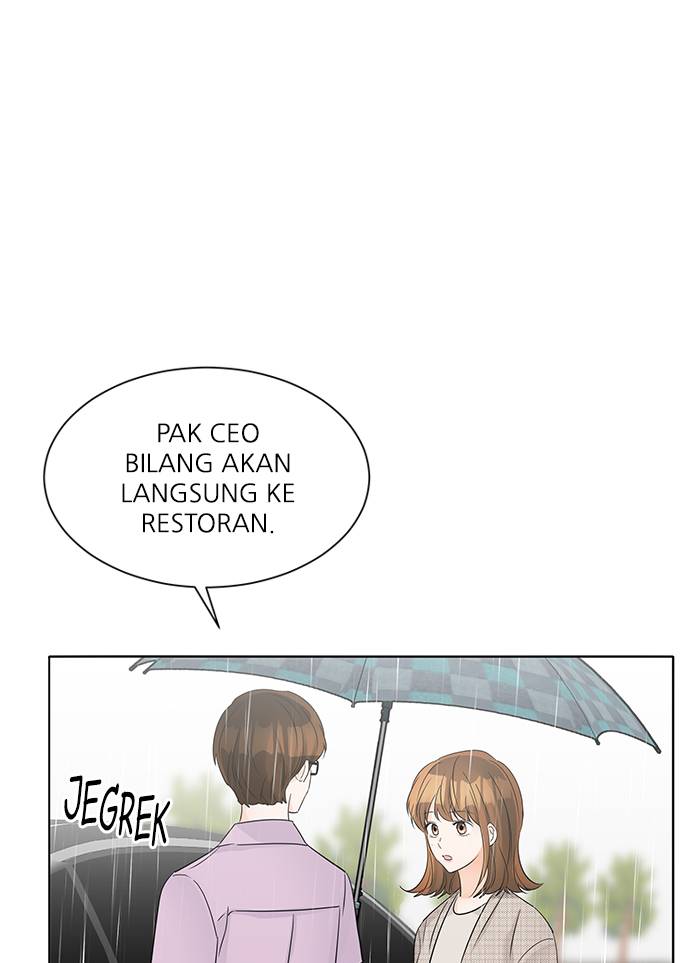 PAK CEO
BILANG AKAN
LANGSUNG KE
RESTORAN.
JEGREK